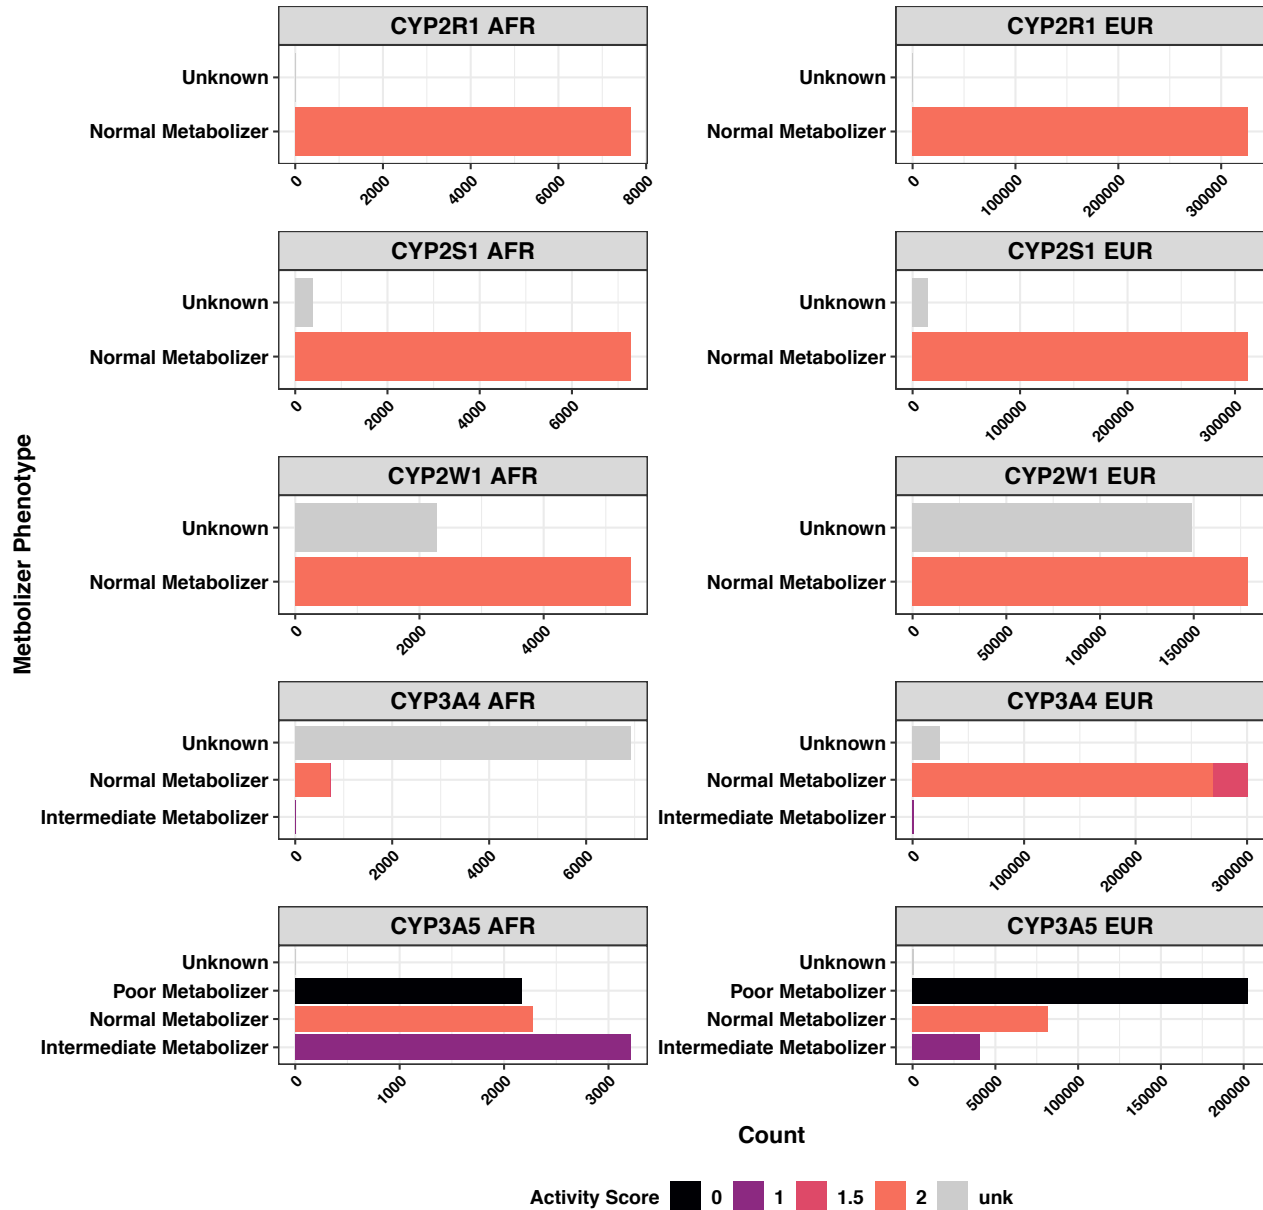 CYP2R1 AFR
Unknown
Normal Metabolizer
0 2000 4000 6000 8000
CYP2R1 EUR
Unknown
Normal Metabolizer
0 100000 200000 300000
CYP2S1 AFR
Unknown
Normal Metabolizer
0 2000 4000 6000
CYP2S1 EUR
Unknown
Normal Metabolizer
0 100000 200000 300000
Metbolizer Phenotype
CYP2W1 AFR
Unknown
Normal Metabolizer
0 2000 4000
CYP2W1 EUR
Unknown
Normal Metabolizer
0 50000 100000 150000
CYP3A4 AFR
Unknown
Normal Metabolizer
Intermediate Metabolizer
0 2000 4000 6000
CYP3A4 EUR
Unknown
Normal Metabolizer
Intermediate Metabolizer
0 100000 200000 300000
CYP3A5 AFR
Unknown
Poor Metabolizer
Normal Metabolizer
Intermediate Metabolizer
0 1000 2000 3000
CYP3A5 EUR
Unknown
Poor Metabolizer
Normal Metabolizer
Intermediate Metabolizer
0 50000 100000 150000 200000
Count
Activity Score 0 1 1.5 2 unk